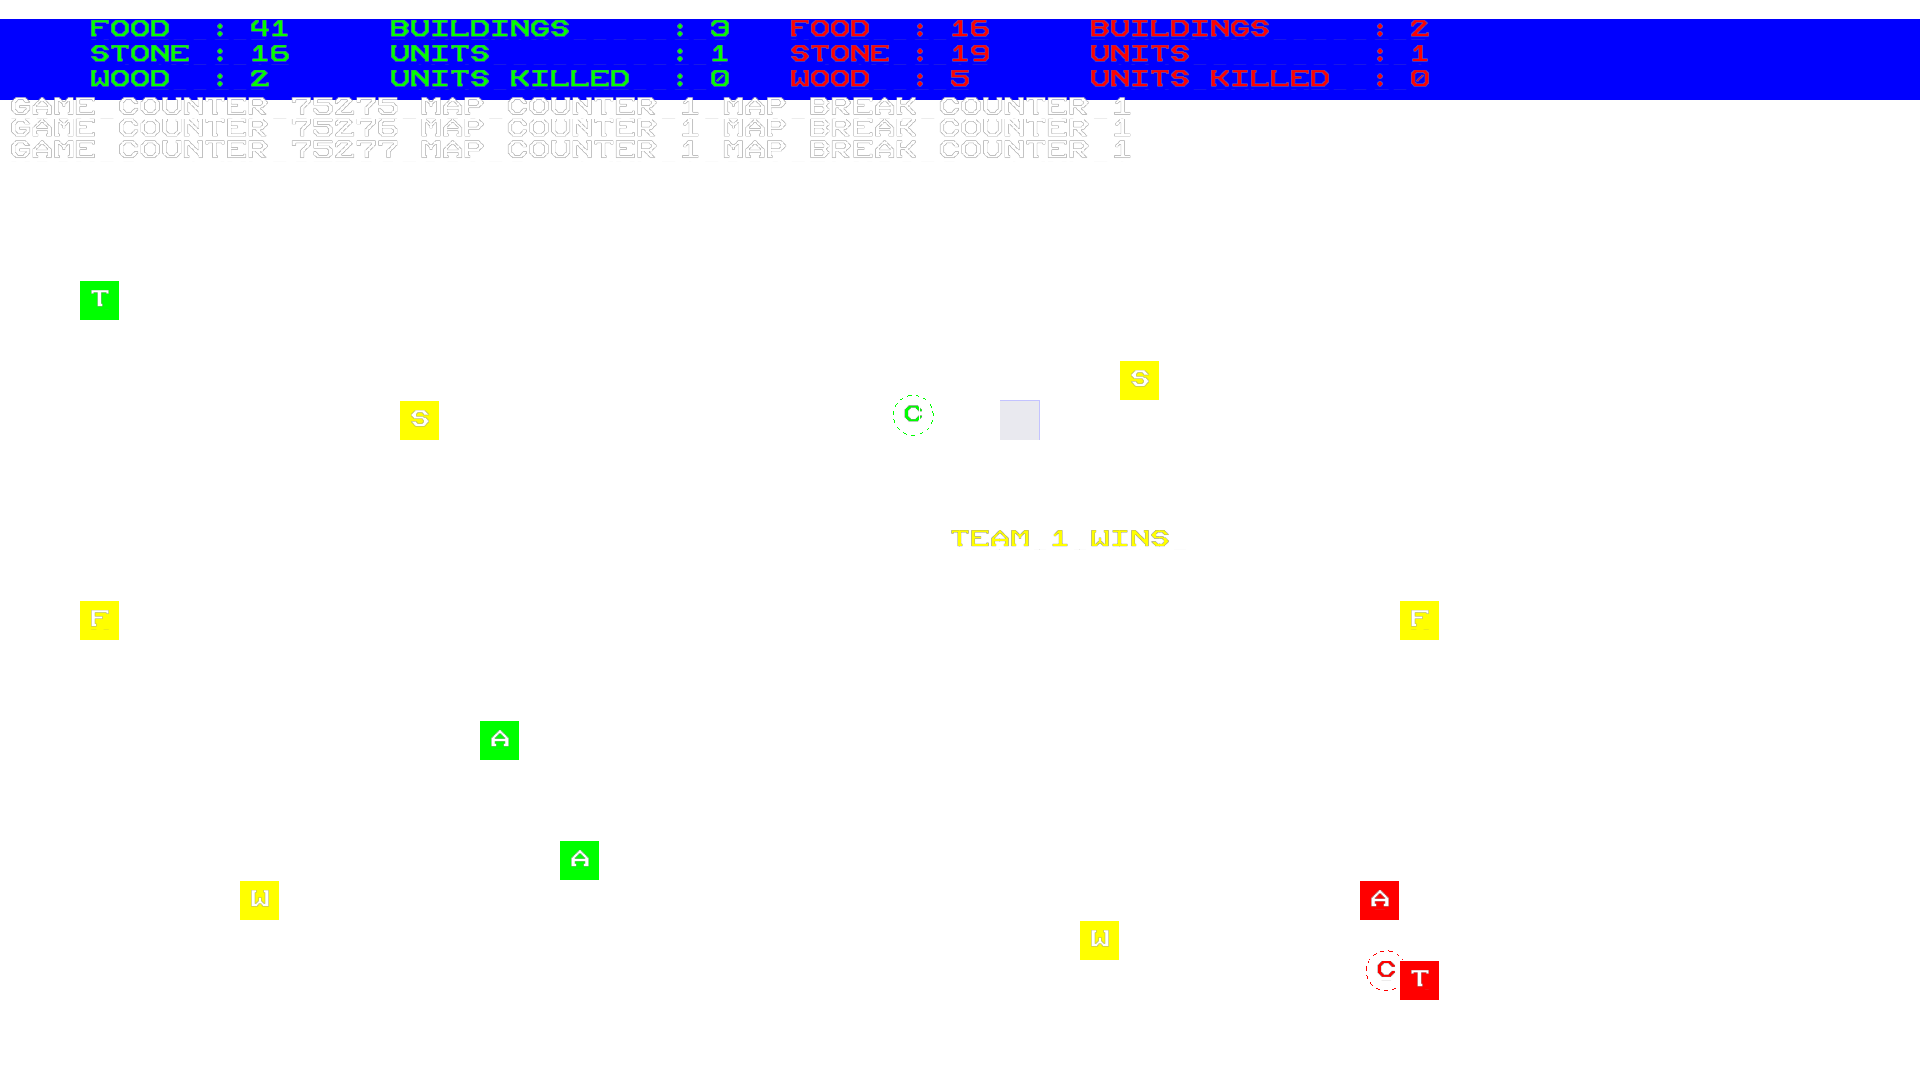 FOOD : 41 BUILDINGS : 3 FOOD : 16 BUILDINGS : 2
STONE : 16 UNITS : 1 STONE : 19 UNITS : 1
WOOD : 2 UNITS KILLED : 0 WOOD : 5 UNITS KILLED : 0
GAME COUNTER 75275 MAP COUNTER 1 MAP BREAK COUNTER 1
GAME COUNTER 75276 MAP COUNTER 1 MAP BREAK COUNTER 1
GAME COUNTER 75277 MAP COUNTER 1 MAP BREAK COUNTER 1
T
S
S
C
TEAM 1 WINS
F
F
A
A
W
A
W
C
T